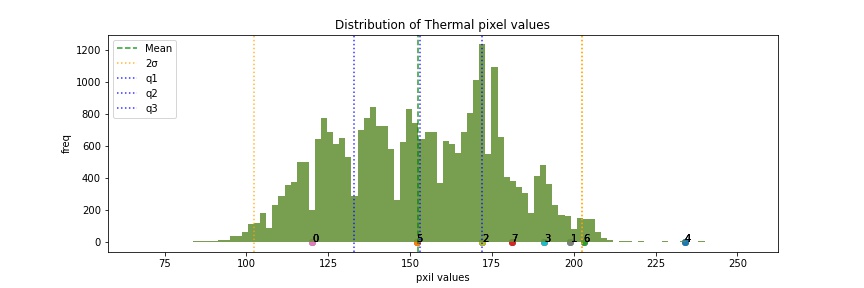 Distribution of Thermal pixel values
Mean
2σ
q1
q2
q3
freq
1200
1000
800
600
400
200
0
0 5 2 7 3 1 6 4
75 100 125 150 175 200 225 250
pxil values